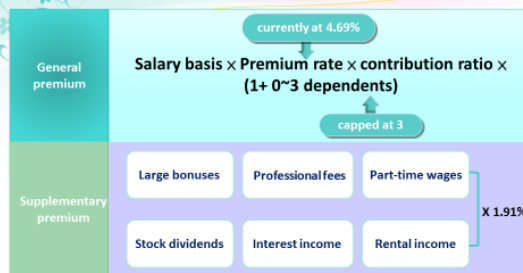 currently at 4.69%
General
premium
Salary basis x Premium rate x contribution ratio x
(1+ 0~3 dependents)
capped at 3
Large bonuses
Professional fees
Part-time wages
Supplementary
premium
X 1.91%
Stock dividends
Interest income
Rental income